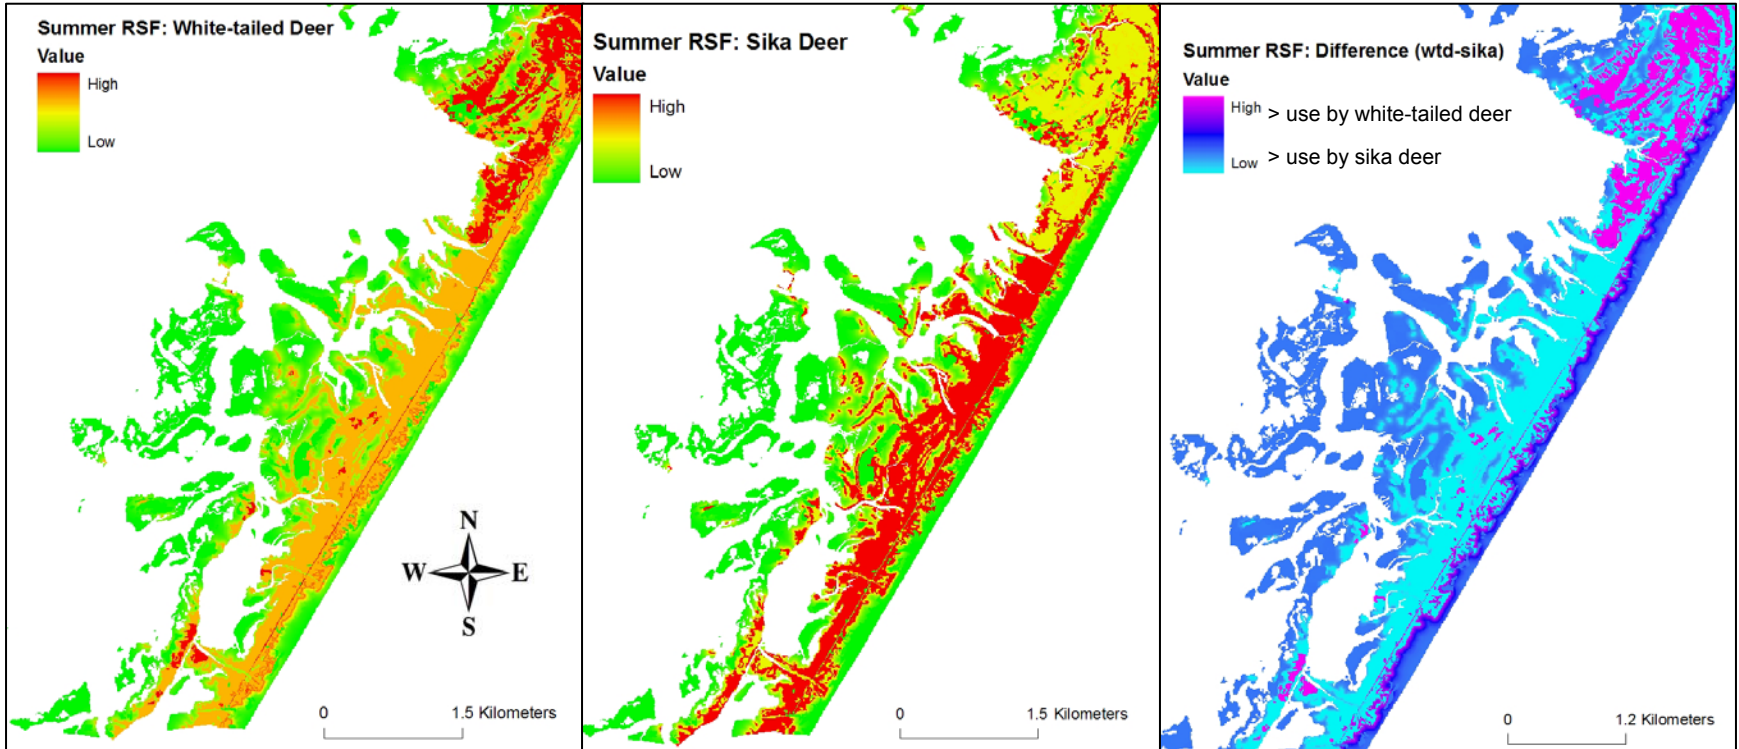 Summer RSF: White-tailed Deer
Value
High
Low
N
W E
S
0 1.5 Kilometers
Summer RSF: Sika Deer
Value
High
Low
0 1.5 Kilometers
Summer RSF: Difference (wtd-sika)
Value
High > use by white-tailed deer
Low > use by sika deer
0 1.2 Kilometers